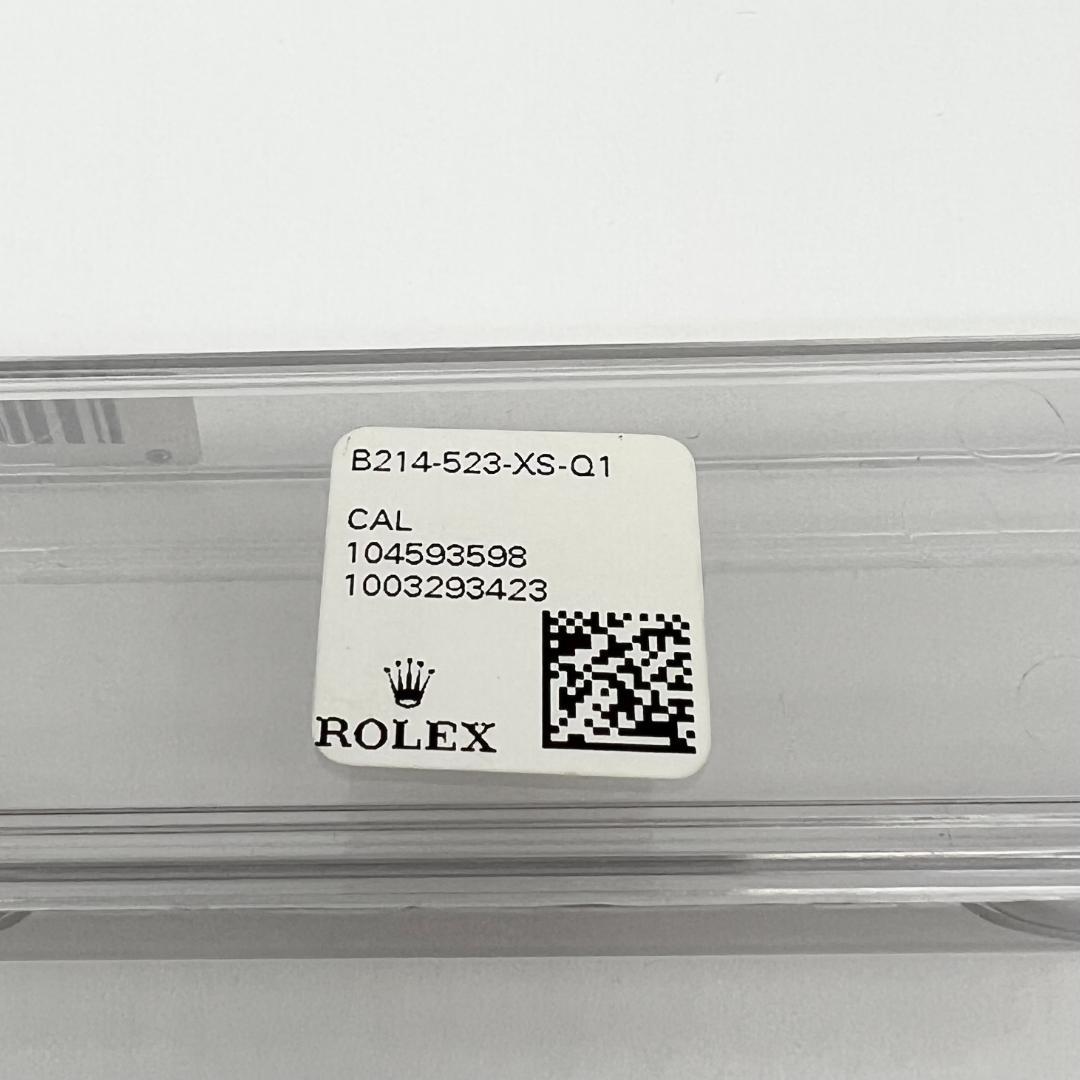 B214-523-XS-Q1
CAL
104593598
1003293423
ROLEX